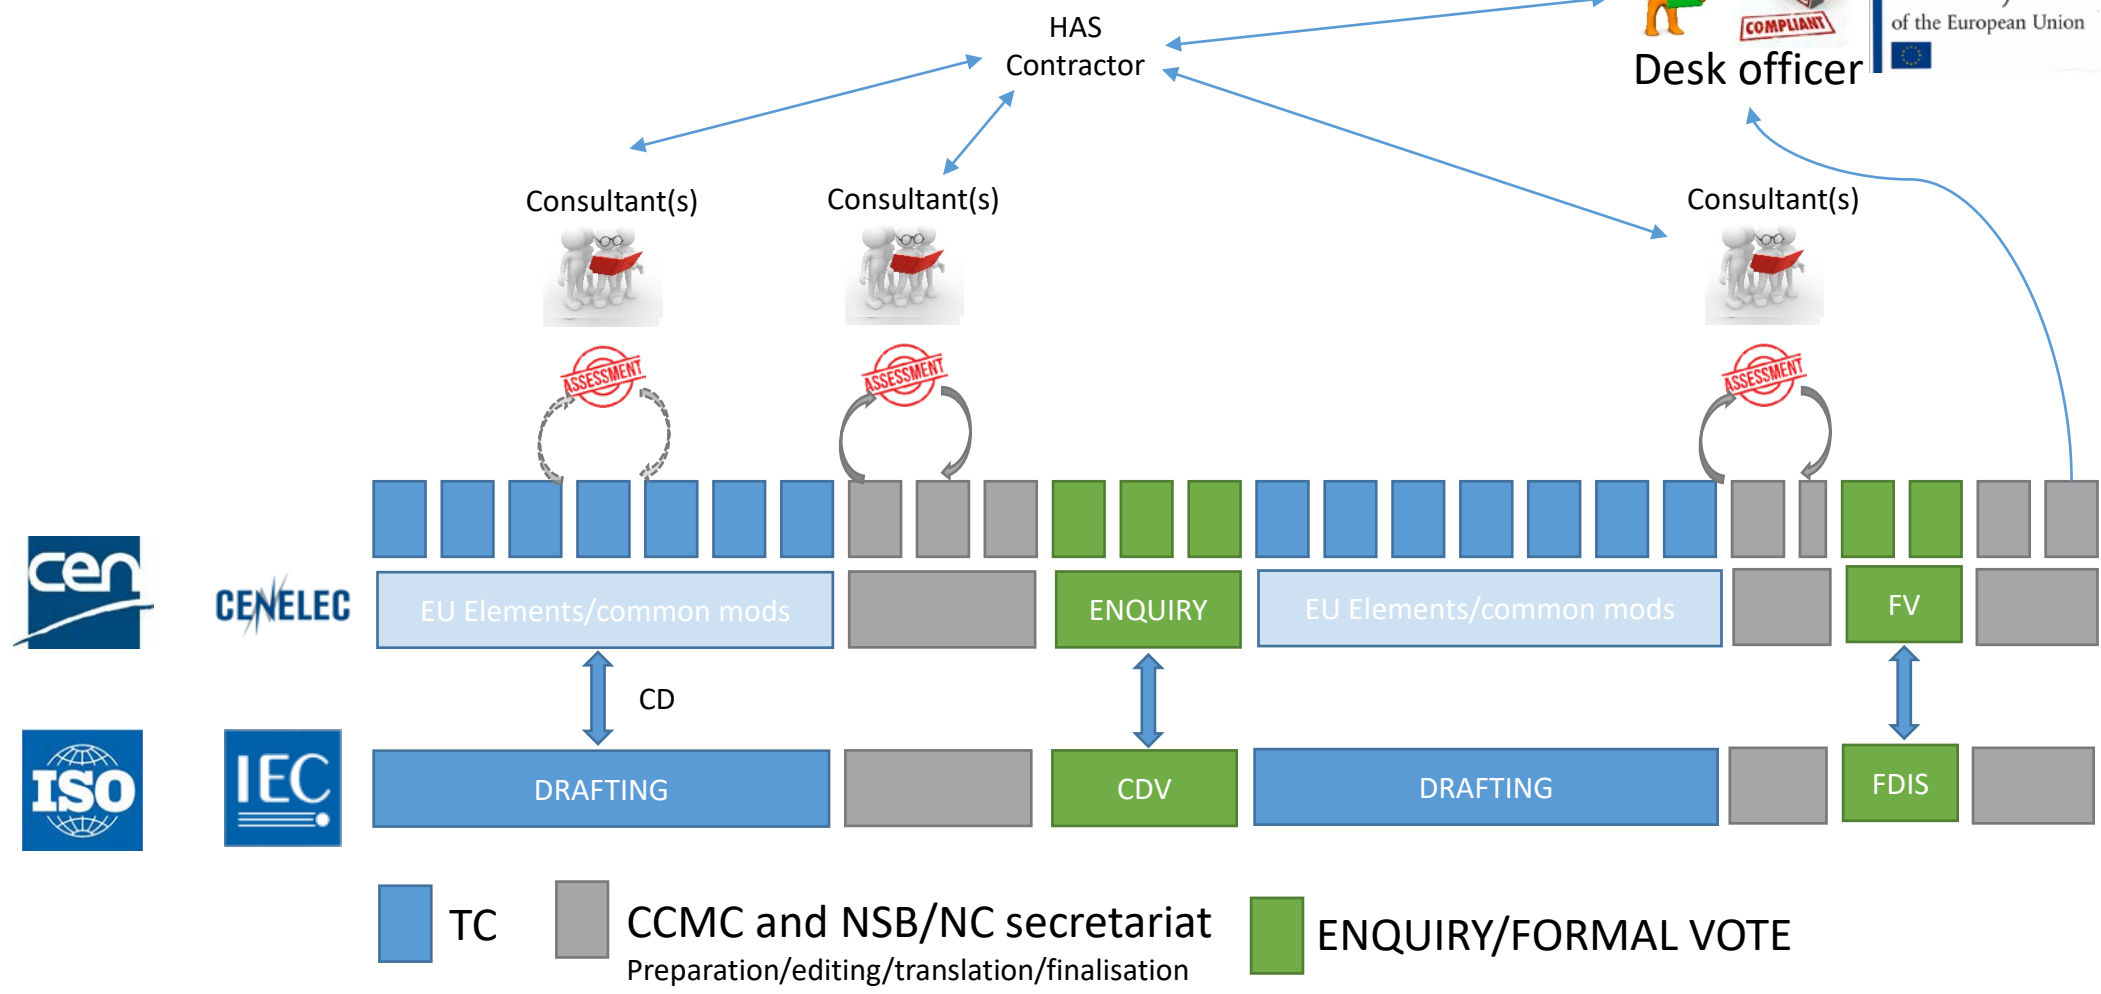 HAS
Contractor
COMPLIANT
of the European Union
Desk officer
Consultant(s)
Consultant(s)
Consultant(s)
ASSESSMENT
ASSESSMENT
ASSESSMENT
cen
CENELEC
EU Elements/common mods
ENQUIRY
EU Elements/common mods
FV
CD
ISO
IEC
DRAFTING
CDV
DRAFTING
FDIS
TC
CCMC and NSB/NC secretariat
Preparation/editing/translation/finalisation
ENQUIRY/FORMAL VOTE